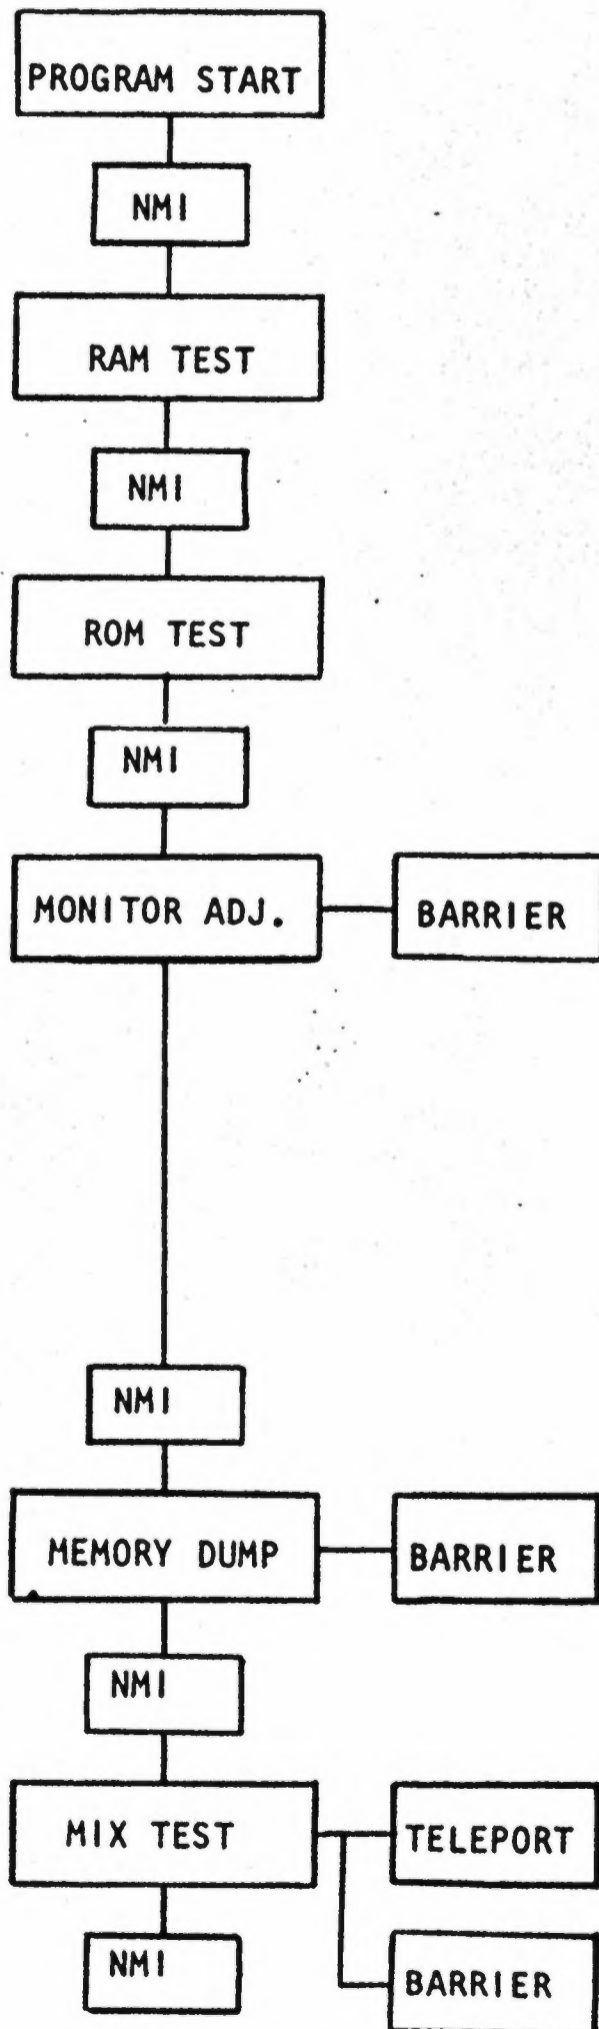 PROGRAM START
NMI
RAM TEST
NMI
ROM TEST
NMI
MONITOR ADJ.
BARRIER
NMI
MEMORY DUMP
BARRIER
NMI
MIX TEST
TELEPORT
NMI
BARRIER